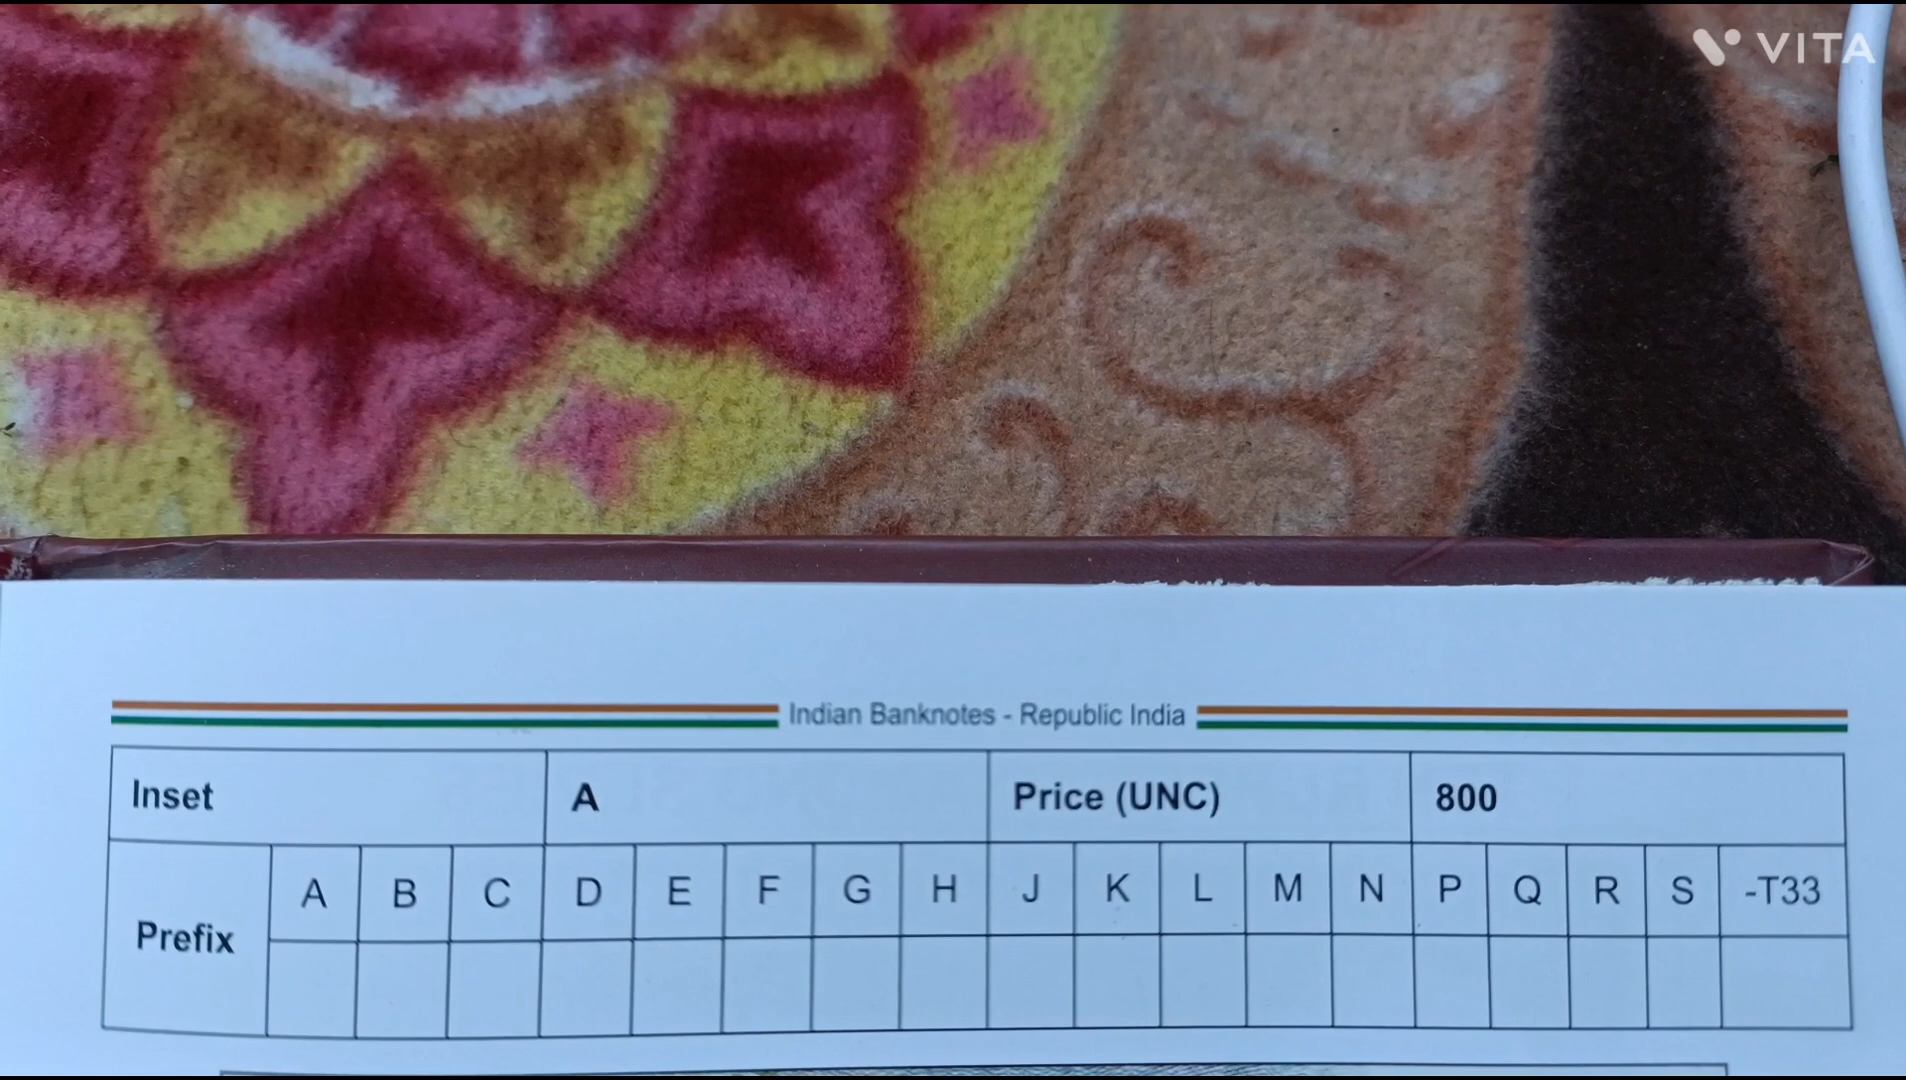 VITA
Indian Banknotes - Republic India
Inset A Price (UNC) 800
Prefix A B C D E F G H J K L M N P Q R S -T33